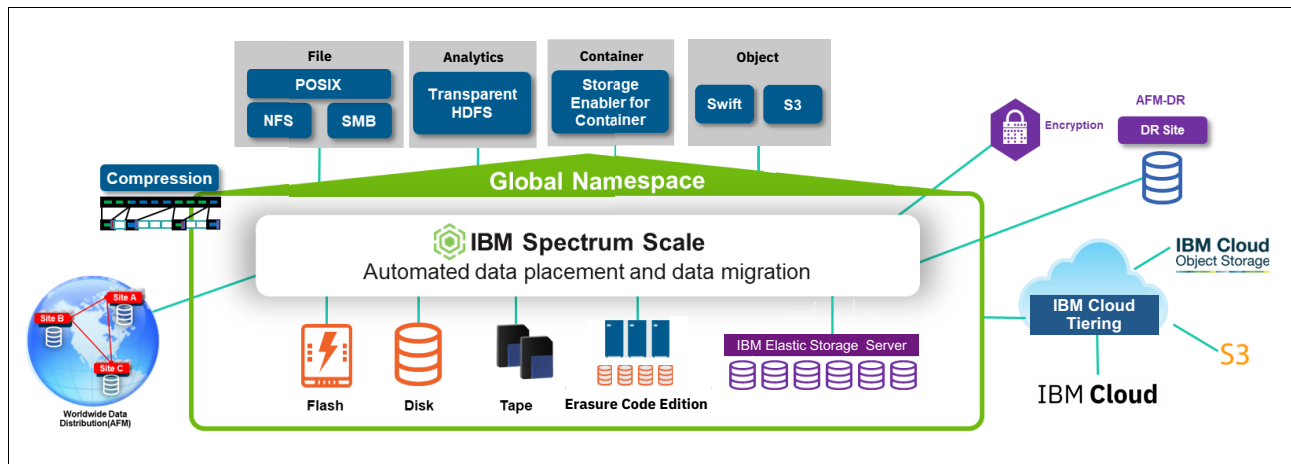 File
POSIX
NFS
SMB
Analytics
Transparent
HDFS
Container
Storage
Enabler for
Container
Object
Swift
S3
Encryption
AFM-DR
DR Site
Compression
Global Namespace
IBM Spectrum Scale
Automated data placement and data migration
Site A
Site B
Site C
Worldwide Data
Distribution(AFM)
Flash
Disk
Tape
Erasure Code Edition
IBM Elastic Storage Server
IBM Cloud
Object Storage
IBM Cloud
Tiering
S3
IBM Cloud